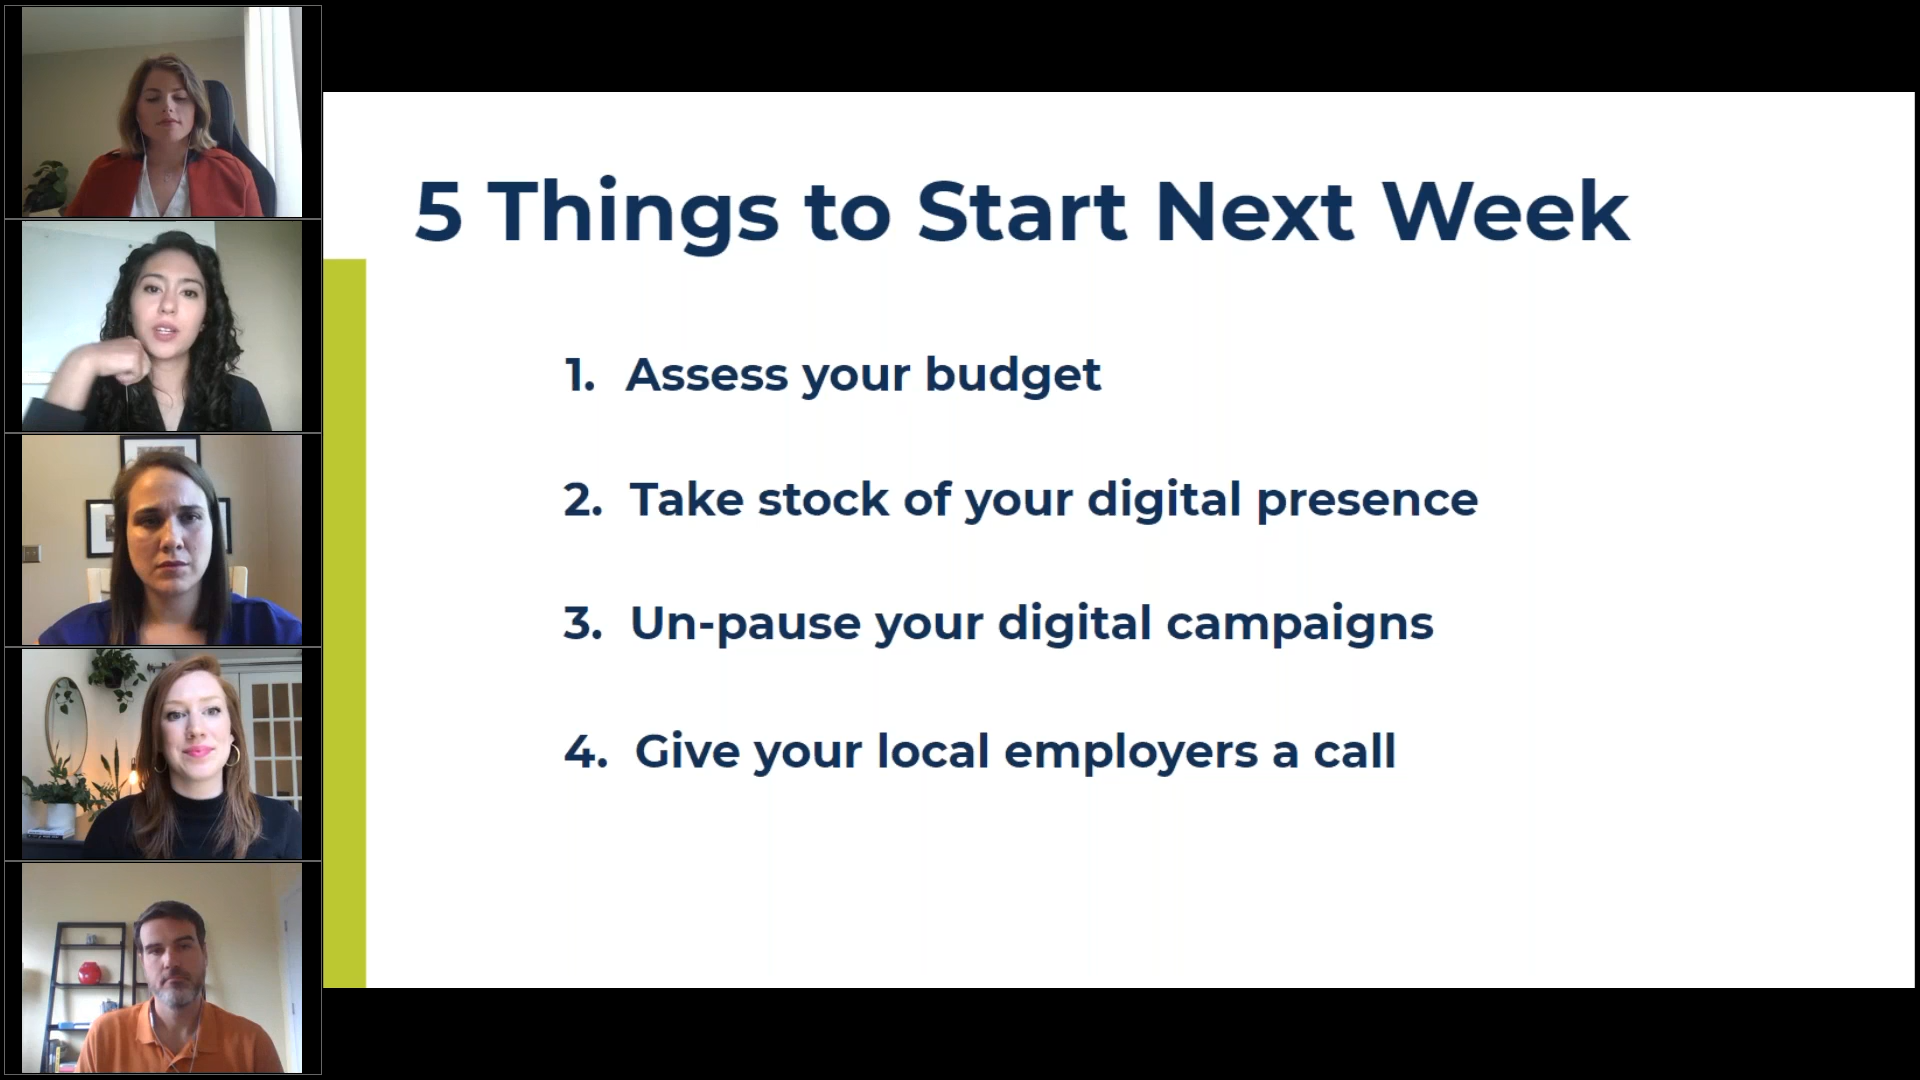 5 Things to Start Next Week
1. Assess your budget
2. Take stock of your digital presence
3. Un-pause your digital campaigns
4. Give your local employers a call